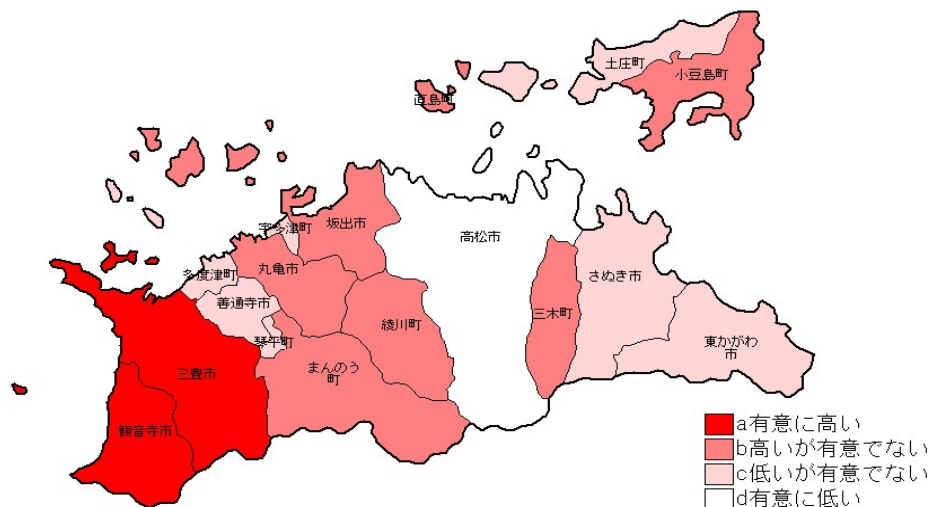 土庄町
小豆島町
直島町
宇多津町
坂出市
高松市
多度津町
丸亀市
さぬき市
善通寺市
三木町
綾川町
琴平町
東かがわ
市
まんのう
町
三豊市
観音寺市
a有意に高い
b高いが有意でない
c低いが有意でない
d有意に低い